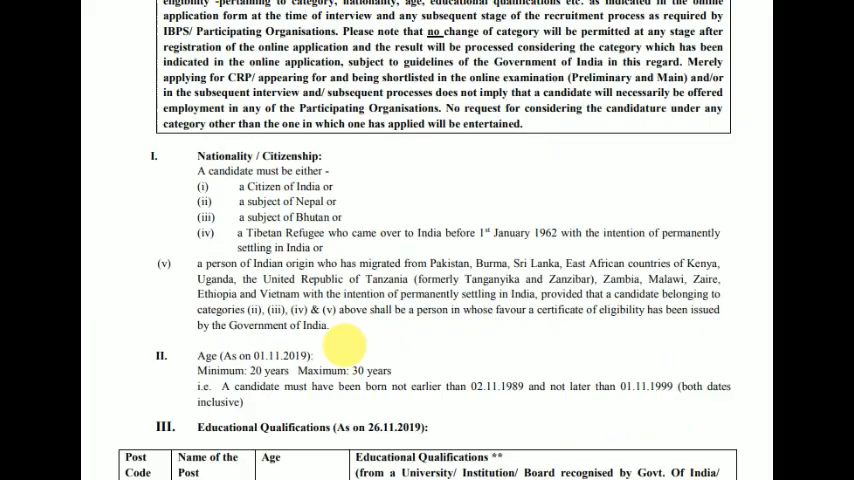 eligibility -pertaining to category, nationality, age, educational qualifications etc. as indicated in the online
application form at the time of interview and any subsequent stage of the recruitment process as required by
IBPS/ Participating Organisations. Please note that no change of category will be permitted at any stage after
registration of the online application and the result will be processed considering the category which has been
indicated in the online application, subject to guidelines of the Government of India in this regard. Merely
applying for CRP/ appearing for and being shortlisted in the online examination (Preliminary and Main) and/or
in the subsequent interview and/ subsequent processes does not imply that a candidate will necessarily be offered
employment in any of the Participating Organisations. No request for considering the candidature under any
category other than the one in which one has applied will be entertained.
I. Nationality / Citizenship:
A candidate must be either -
(i) a Citizen of India or
(ii) a subject of Nepal or
(iii) a subject of Bhutan or
(iv) a Tibetan Refugee who came over to India before 1st January 1962 with the intention of permanently
settling in India or
(v) a person of Indian origin who has migrated from Pakistan, Burma, Sri Lanka, East African countries of Kenya,
Uganda, the United Republic of Tanzania (formerly Tanganyika and Zanzibar), Zambia, Malawi, Zaire,
Ethiopia and Vietnam with the intention of permanently settling in India, provided that a candidate belonging to
categories (ii), (iii), (iv) & (v) above shall be a person in whose favour a certificate of eligibility has been issued
by the Government of India.
II. Age (As on 01.11.2019):
Minimum: 20 years Maximum: 30 years
i.e. A candidate must have been born not earlier than 02.11.1989 and not later than 01.11.1999 (both dates
inclusive)
III. Educational Qualifications (As on 26.11.2019):
Post Name of the Age Educational Qualifications **
Code Post (from a University/ Institution/ Board recognised by Govt. Of India/